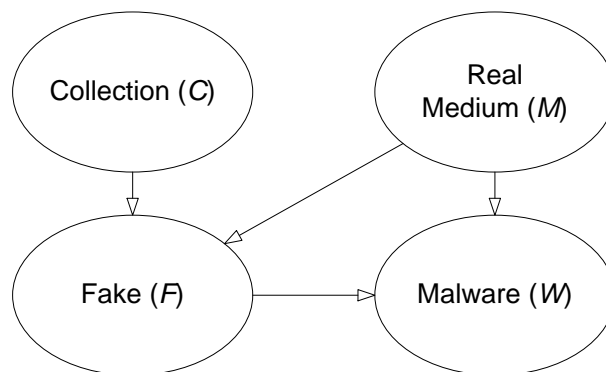 Collection (C)
Real
Medium (M)
Fake (F)
Malware (W)